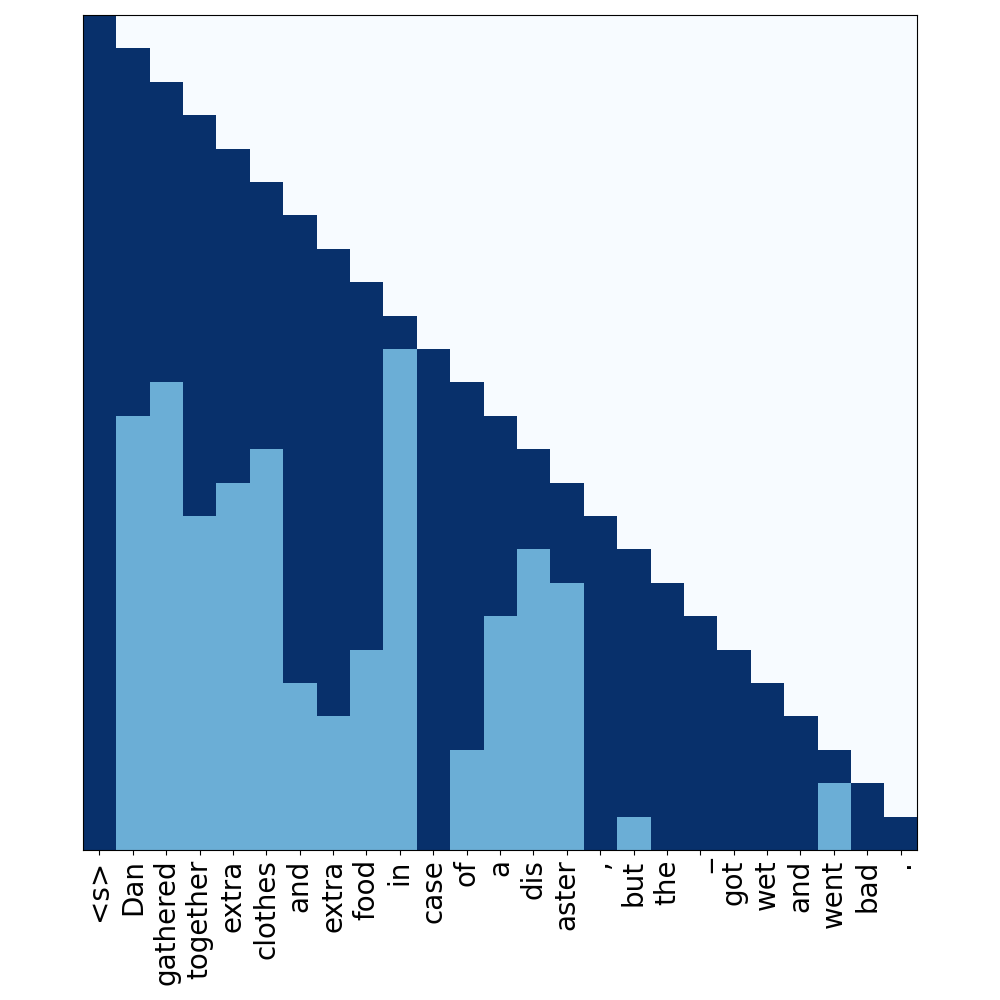 <s> Dan gathered together extra clothes and extra food in case of a dis aster , but the _ got wet and went bad .